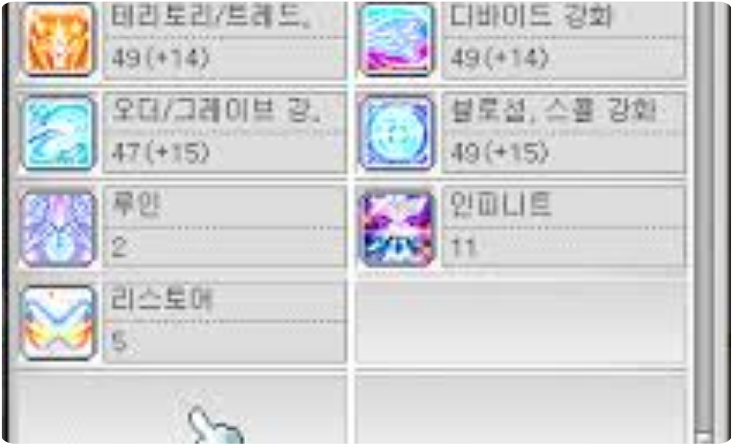 테리토리/트레드.
49(+14)
디바이드 강화
49(+14)
오더/그레이브 강.
47(+15)
블로섬, 스콜 강화
49(+15)
루인
2
인피니트
11
리스토어
5